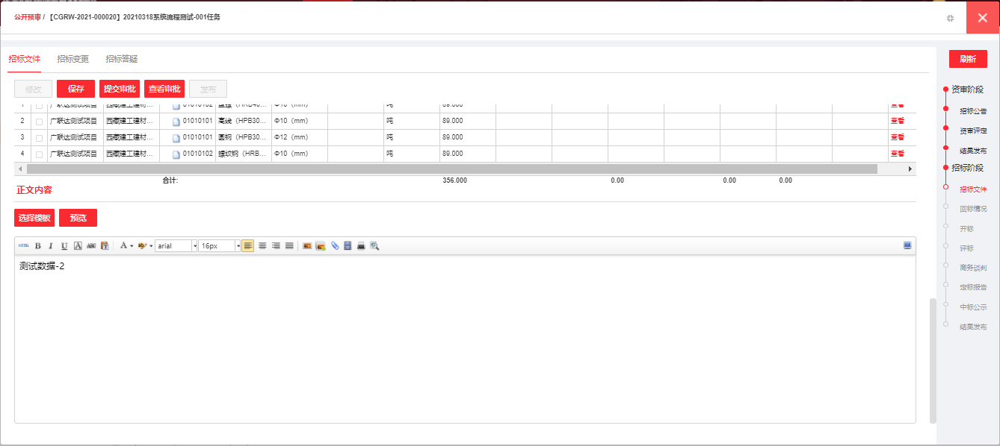 公开预审 / 【CGRW-2021-000020】20210318系统流程测试-001任务
招标文件 招标变更 招标答疑
刷新
修改 保存 提交审批 查看审批 发布
1 广联达测试项目 西藏建工建材... 01010102 盘螺（HRB40... Φ10（mm） 吨 89.000 查看
2 广联达测试项目 西藏建工建材... 01010101 高线（HPB30... Φ10（mm） 吨 89.000 查看
3 广联达测试项目 西藏建工建材... 01010101 圆钢（HPB30... Φ12（mm） 吨 89.000 查看
4 广联达测试项目 西藏建工建材... 01010102 螺纹钢（HRB... Φ10（mm） 吨 89.000 查看
合计: 356.000 0.00 0.00 0.00
正文内容
选择模板 预览
HTML B I U A ABC T A ab arial 16px
测试数据-2
资审阶段
招标公告
资审评定
结果发布
招标阶段
招标文件
回标情况
开标
评标
商务谈判
定标报告
中标公示
结果发布